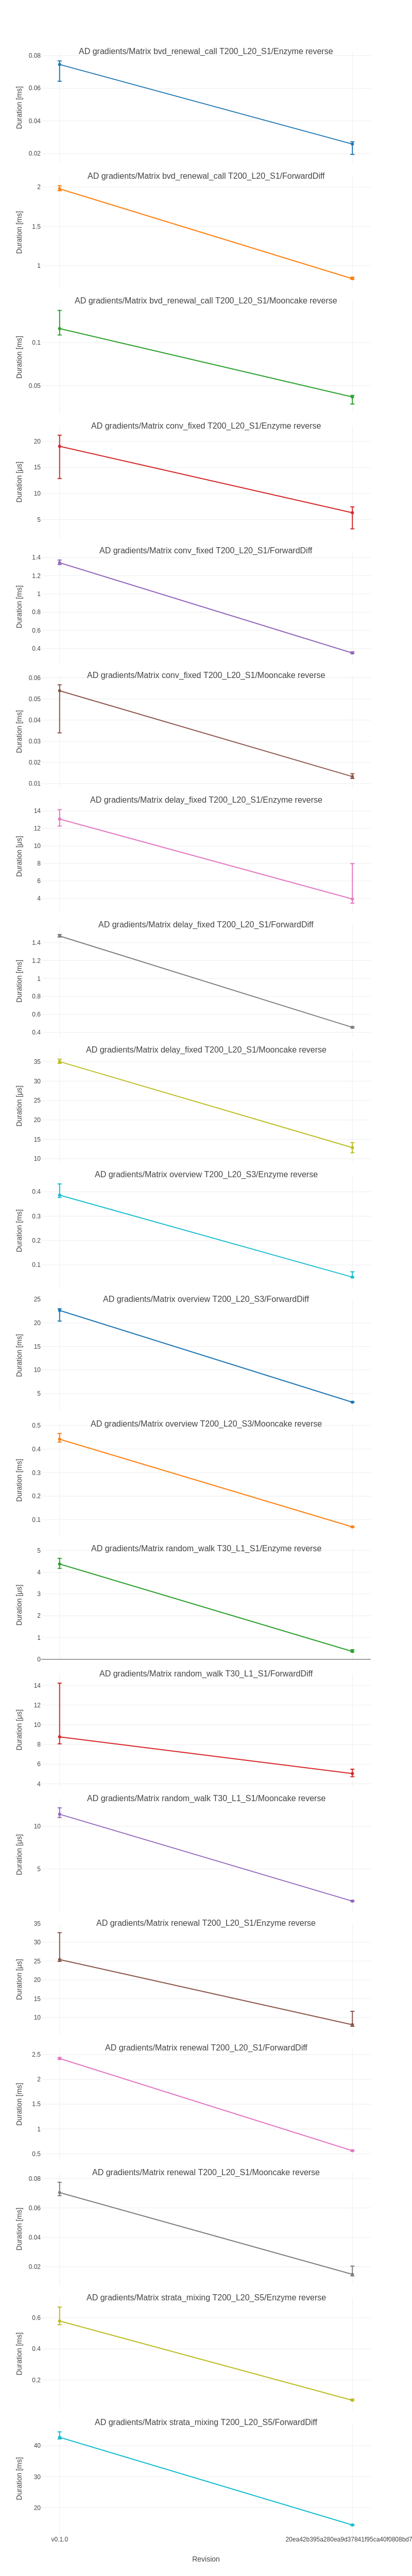 AD gradients/Matrix bvd_renewal_call T200_L20_S1/Enzyme reverse
0.08
0.06
0.04
0.02
Duration [ms]
AD gradients/Matrix bvd_renewal_call T200_L20_S1/ForwardDiff
2
1.5
1
Duration [ms]
AD gradients/Matrix bvd_renewal_call T200_L20_S1/Mooncake reverse
0.1
0.05
Duration [ms]
AD gradients/Matrix conv_fixed T200_L20_S1/Enzyme reverse
20
15
10
5
Duration [μs]
AD gradients/Matrix conv_fixed T200_L20_S1/ForwardDiff
1.4
1.2
1
0.8
0.6
0.4
Duration [ms]
AD gradients/Matrix conv_fixed T200_L20_S1/Mooncake reverse
0.06
0.05
0.04
0.03
0.02
0.01
Duration [ms]
AD gradients/Matrix delay_fixed T200_L20_S1/Enzyme reverse
14
12
10
8
6
4
Duration [μs]
AD gradients/Matrix delay_fixed T200_L20_S1/ForwardDiff
1.4
1.2
1
0.8
0.6
0.4
Duration [ms]
AD gradients/Matrix delay_fixed T200_L20_S1/Mooncake reverse
35
30
25
20
15
10
Duration [μs]
AD gradients/Matrix overview T200_L20_S3/Enzyme reverse
0.4
0.3
0.2
0.1
Duration [ms]
AD gradients/Matrix overview T200_L20_S3/ForwardDiff
25
20
15
10
5
Duration [ms]
AD gradients/Matrix overview T200_L20_S3/Mooncake reverse
0.5
0.4
0.3
0.2
0.1
Duration [ms]
AD gradients/Matrix random_walk T30_L1_S1/Enzyme reverse
5
4
3
2
1
0
Duration [μs]
AD gradients/Matrix random_walk T30_L1_S1/ForwardDiff
14
12
10
8
6
4
Duration [μs]
AD gradients/Matrix random_walk T30_L1_S1/Mooncake reverse
10
5
Duration [μs]
AD gradients/Matrix renewal T200_L20_S1/Enzyme reverse
35
30
25
20
15
10
Duration [μs]
AD gradients/Matrix renewal T200_L20_S1/ForwardDiff
2.5
2
1.5
1
0.5
Duration [ms]
AD gradients/Matrix renewal T200_L20_S1/Mooncake reverse
0.08
0.06
0.04
0.02
Duration [ms]
AD gradients/Matrix strata_mixing T200_L20_S5/Enzyme reverse
0.6
0.4
0.2
Duration [ms]
AD gradients/Matrix strata_mixing T200_L20_S5/ForwardDiff
40
30
20
Duration [ms]
v0.1.0
20ea42b395a280ea9d37841f95ca40f0808bd7
Revision